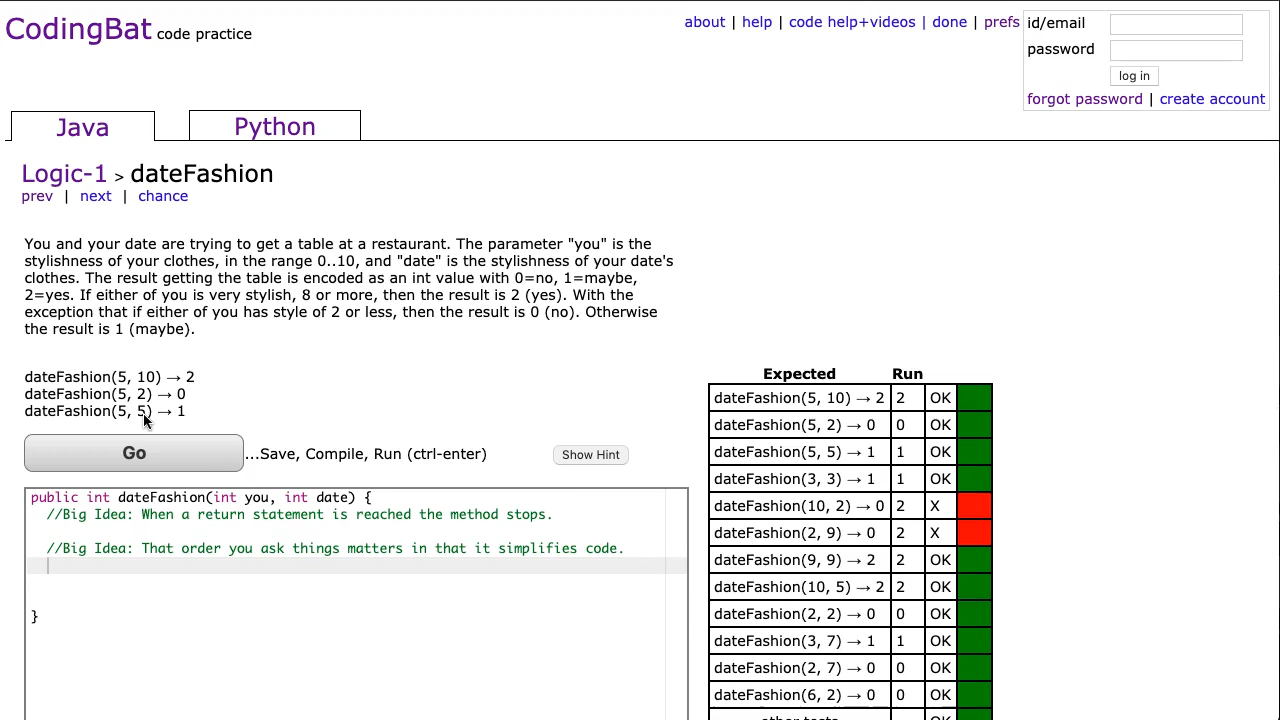 CodingBat code practice
about | help | code help+videos | done | prefs
id/email
password
log in
forgot password | create account
Java
Python
Logic-1 > dateFashion
prev | next | chance
You and your date are trying to get a table at a restaurant. The parameter "you" is the
stylishness of your clothes, in the range 0..10, and "date" is the stylishness of your date's
clothes. The result getting the table is encoded as an int value with 0=no, 1=maybe,
2=yes. If either of you is very stylish, 8 or more, then the result is 2 (yes). With the
exception that if either of you has style of 2 or less, then the result is 0 (no). Otherwise
the result is 1 (maybe).
dateFashion(5, 10) → 2
dateFashion(5, 2) → 0
dateFashion(5, 5) → 1
Go ...Save, Compile, Run (ctrl-enter) Show Hint
public int dateFashion(int you, int date) {
//Big Idea: When a return statement is reached the method stops.
//Big Idea: That order you ask things matters in that it simplifies code.
}
Expected Run
dateFashion(5, 10) → 2 2 OK
dateFashion(5, 2) → 0 0 OK
dateFashion(5, 5) → 1 1 OK
dateFashion(3, 3) → 1 1 OK
dateFashion(10, 2) → 0 2 X
dateFashion(2, 9) → 0 2 X
dateFashion(9, 9) → 2 2 OK
dateFashion(10, 5) → 2 2 OK
dateFashion(2, 2) → 0 0 OK
dateFashion(3, 7) → 1 1 OK
dateFashion(2, 7) → 0 0 OK
dateFashion(6, 2) → 0 0 OK
other tests OK